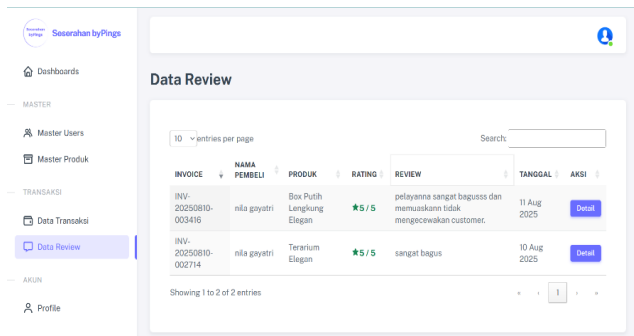 Seserahan
byPings
Seserahan byPings
Dashboards
MASTER
Master Users
Master Produk
TRANSAKSI
Data Transaksi
Data Review
AKUN
Profile
Data Review
10 entries per page
Search:
INVOICE NAMA PEMBELI PRODUK RATING REVIEW TANGGAL AKSI
INV-20250810-003416 nila gayatri Box Putih Lengkung Elegan ★5 / 5 pelayanna sangat bagusss dan memuaskann tidak mengecewakan customer. 11 Aug 2025 Detail
INV-20250810-002714 nila gayatri Terarium Elegan ★5 / 5 sangat bagus 10 Aug 2025 Detail
Showing 1 to 2 of 2 entries
« ‹ 1 › »